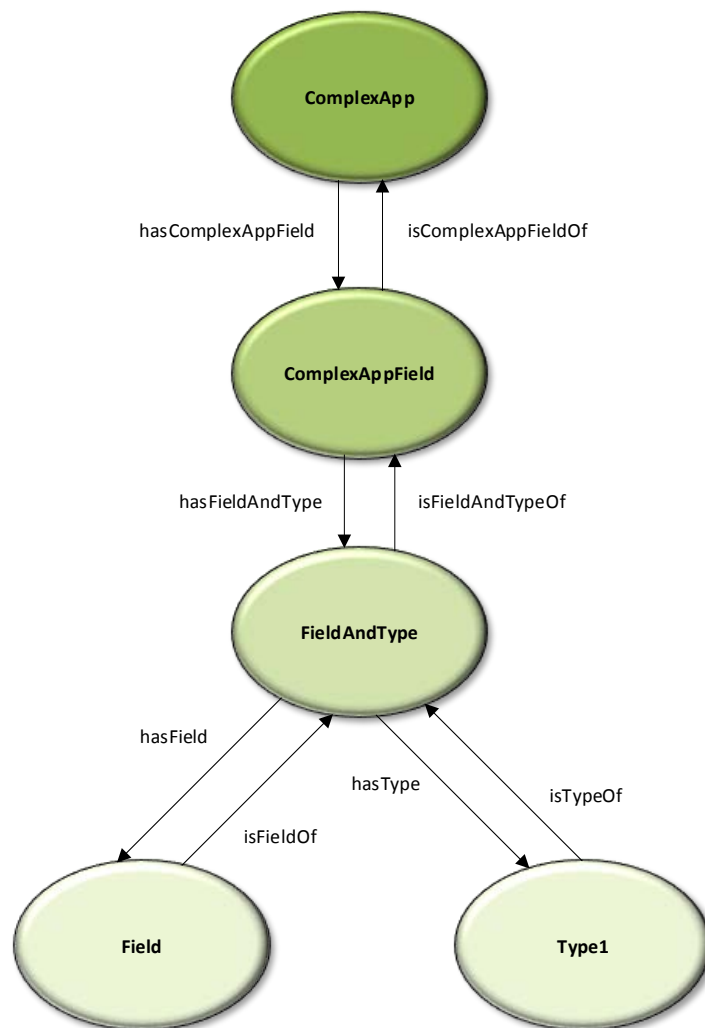 ComplexApp
hasComplexAppField
isComplexAppFieldOf
ComplexAppField
hasFieldAndType
isFieldAndTypeOf
FieldAndType
hasField
hasType
isTypeOf
isFieldOf
Field
Type1